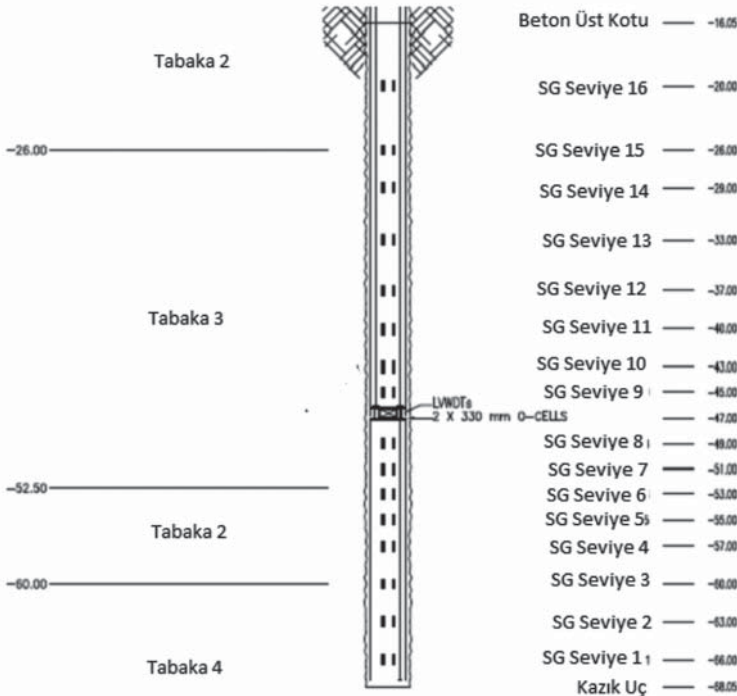 Beton Üst Kotu -16.05
Tabaka 2
SG Seviye 16 -20.00
-26.00
SG Seviye 15 -26.00
SG Seviye 14 -29.00
SG Seviye 13 -33.00
SG Seviye 12 -37.00
Tabaka 3
SG Seviye 11 -40.00
SG Seviye 10 -43.00
SG Seviye 9 -45.00
LVWDTs
2 X 330 mm O-CELLS -47.00
SG Seviye 8 -49.00
SG Seviye 7 -51.00
-52.50
SG Seviye 6 -53.00
SG Seviye 5 -55.00
Tabaka 2
SG Seviye 4 -57.00
-60.00
SG Seviye 3 -60.00
SG Seviye 2 -63.00
SG Seviye 1 -66.00
Tabaka 4
Kazık Uç -68.05